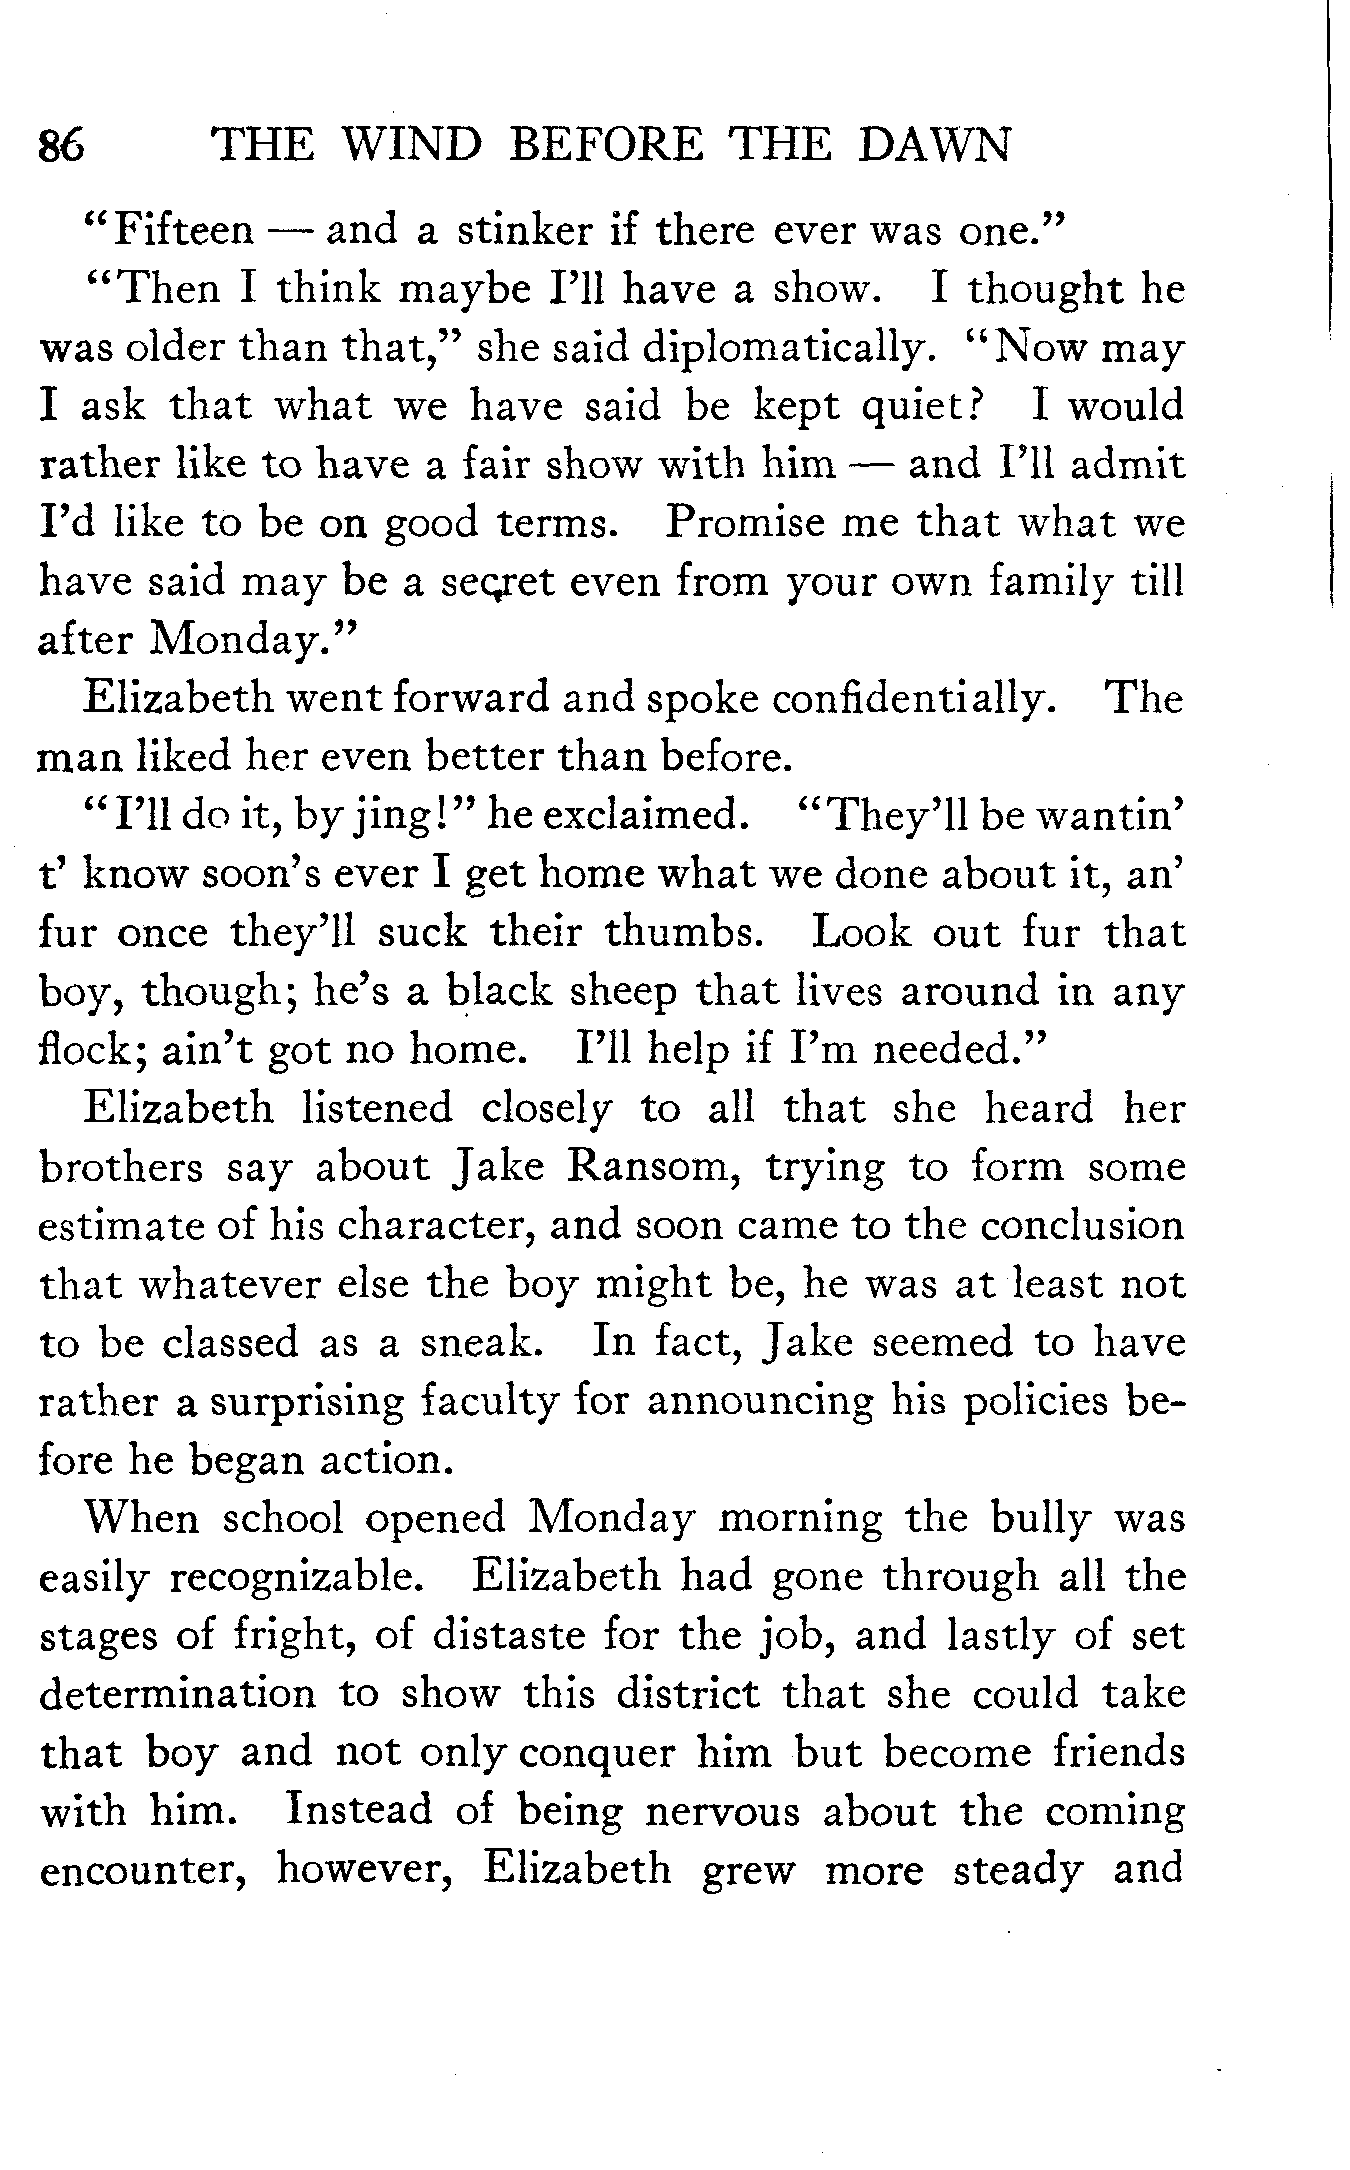 86 THE WIND BEFORE THE DAWN
“Fifteen — and a stinker if there ever was one.”
“Then I think maybe I’ll have a show. I thought he
was older than that,” she said diplomatically. “Now may
I ask that what we have said be kept quiet? I would
rather like to have a fair show with him — and I’ll admit
I’d like to be on good terms. Promise me that what we
have said may be a secret even from your own family till
after Monday.”
Elizabeth went forward and spoke confidentially. The
man liked her even better than before.
“I’ll do it, by jing!” he exclaimed. “They’ll be wantin’
t’ know soon’s ever I get home what we done about it, an’
fur once they’ll suck their thumbs. Look out fur that
boy, though; he’s a black sheep that lives around in any
flock; ain’t got no home. I’ll help if I’m needed.”
Elizabeth listened closely to all that she heard her
brothers say about Jake Ransom, trying to form some
estimate of his character, and soon came to the conclusion
that whatever else the boy might be, he was at least not
to be classed as a sneak. In fact, Jake seemed to have
rather a surprising faculty for announcing his policies be-
fore he began action.
When school opened Monday morning the bully was
easily recognizable. Elizabeth had gone through all the
stages of fright, of distaste for the job, and lastly of set
determination to show this district that she could take
that boy and not only conquer him but become friends
with him. Instead of being nervous about the coming
encounter, however, Elizabeth grew more steady and